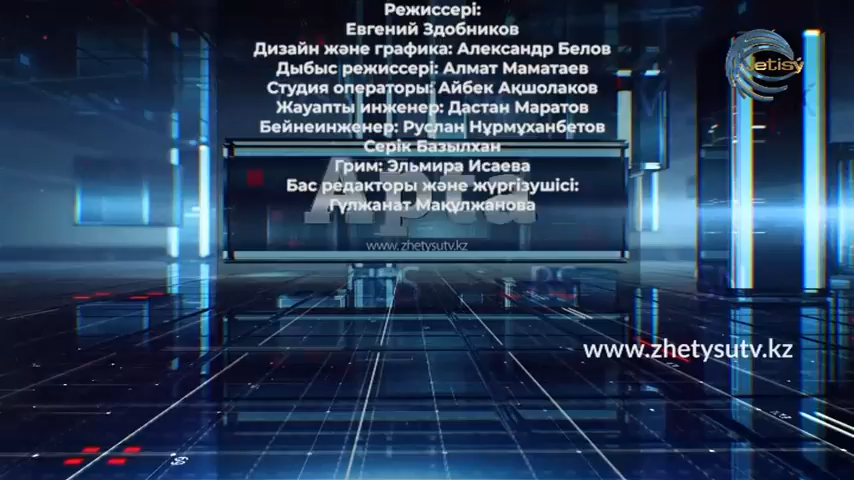 Режиссері:
Евгений Здобников
Дизайн және графика: Александр Белов
Дыбыс режиссері: Алмат Маматаев
Студия операторы: Айбек Ақшолаков
Жауапты инженер: Дастан Маратов
Бейнеинженер: Руслан Нұрмұханбетов
Серік Базылхан
Грим: Эльмира Исаева
Бас редакторы және жүргізушісі:
Гүлжанат Мақұлжанова
Apta
www.zhetysutv.kz
www.zhetysutv.kz
Jetisý